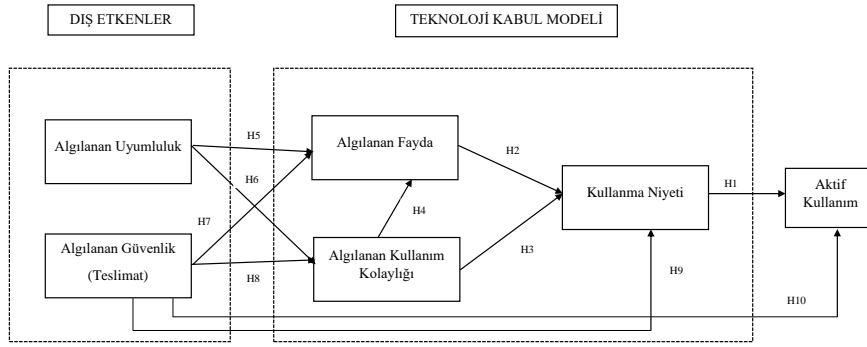 DIŞ ETKENLER
TEKNOLOJİ KABUL MODELİ
Algılanan Uyumluluk
H5
Algılanan Fayda
H2
H6
Kullanma Niyeti
H1
Aktif
Kullanım
H7
H4
H3
Algılanan Güvenlik
(Teslimat)
H8
Algılanan Kullanım
Kolaylığı
H9
H10